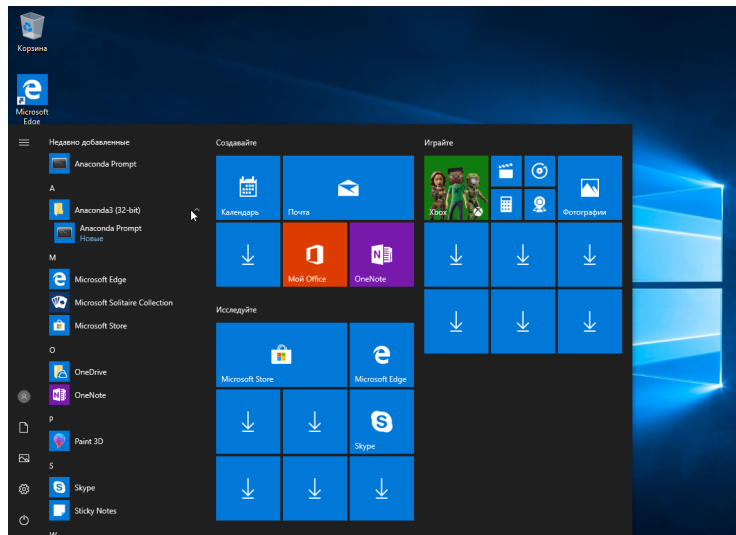 Корзина
Microsoft
Edge
Недавно добавленные
Anaconda Prompt
A
Anaconda3 (32-bit)
Anaconda Prompt
Новые
M
Microsoft Edge
Microsoft Solitaire Collection
Microsoft Store
O
OneDrive
OneNote
P
Paint 3D
S
Skype
Sticky Notes
W
Создавайте
Календарь
Почта
Мой Office
OneNote
Исследуйте
Microsoft Store
Microsoft Edge
Skype
Играйте
Xbox
Фотографии